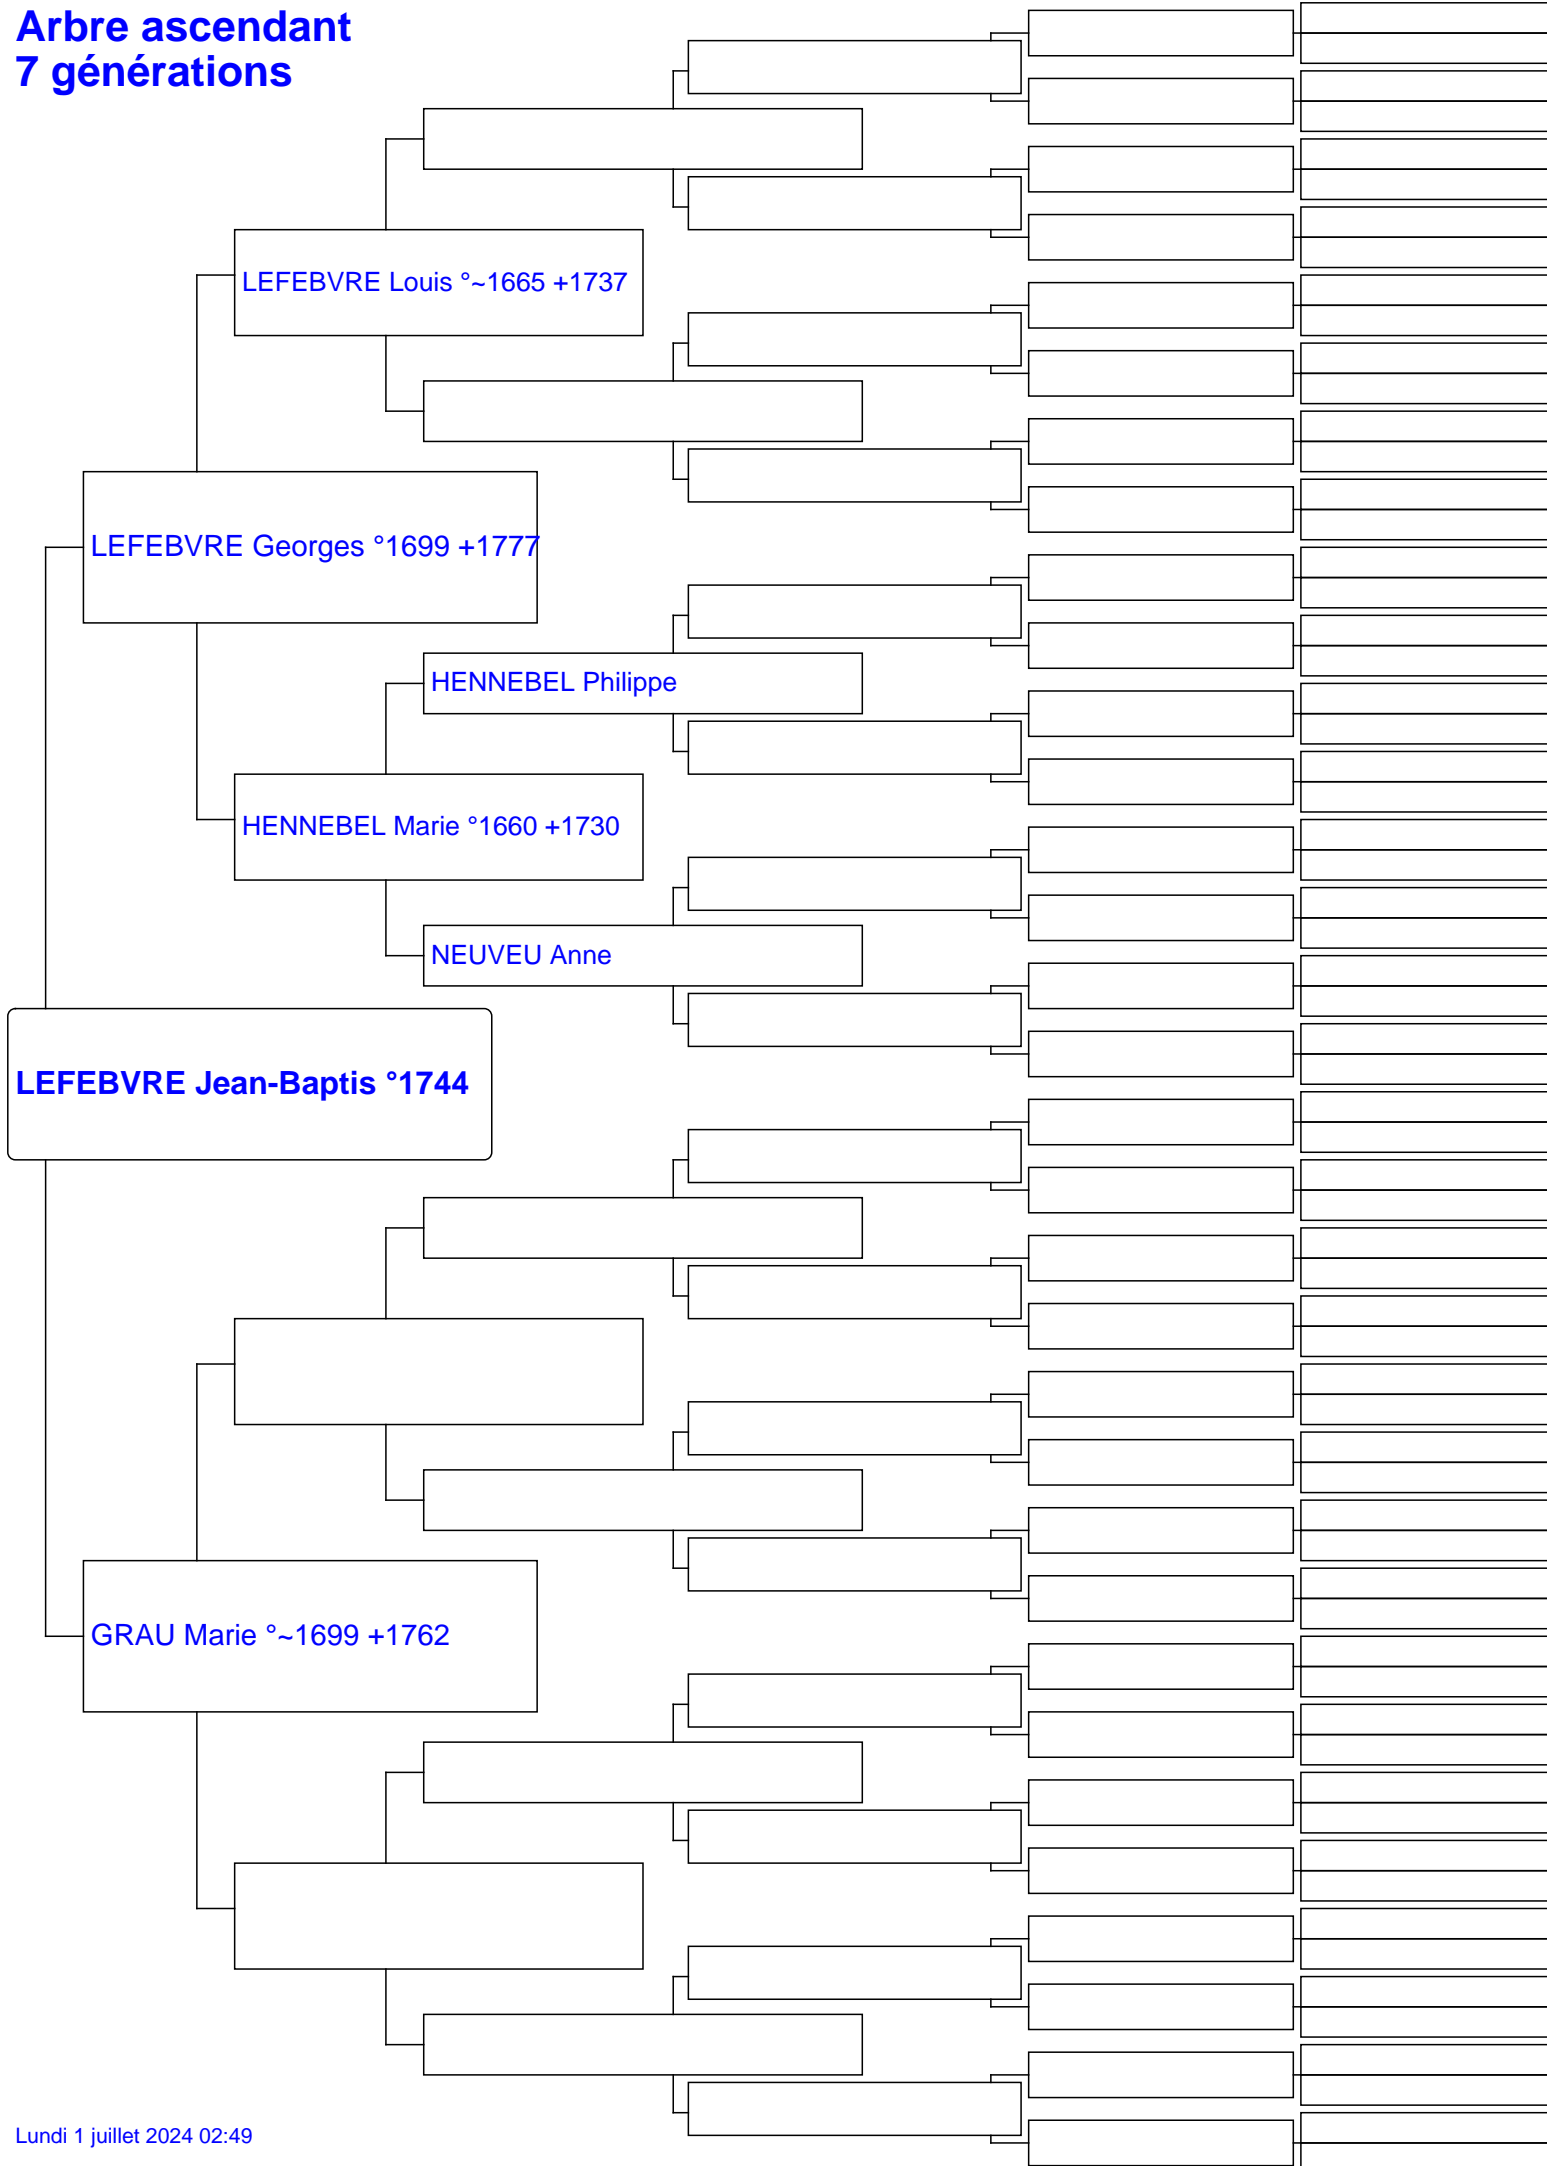 Arbre ascendant
7 générations
LEFEBVRE Louis °~1665 +1737
LEFEBVRE Georges °1699 +1777
HENNEBEL Philippe
HENNEBEL Marie °1660 +1730
NEUVEU Anne
LEFEBVRE Jean-Baptis °1744
GRAU Marie °~1699 +1762
Lundi 1 juillet 2024 02:49